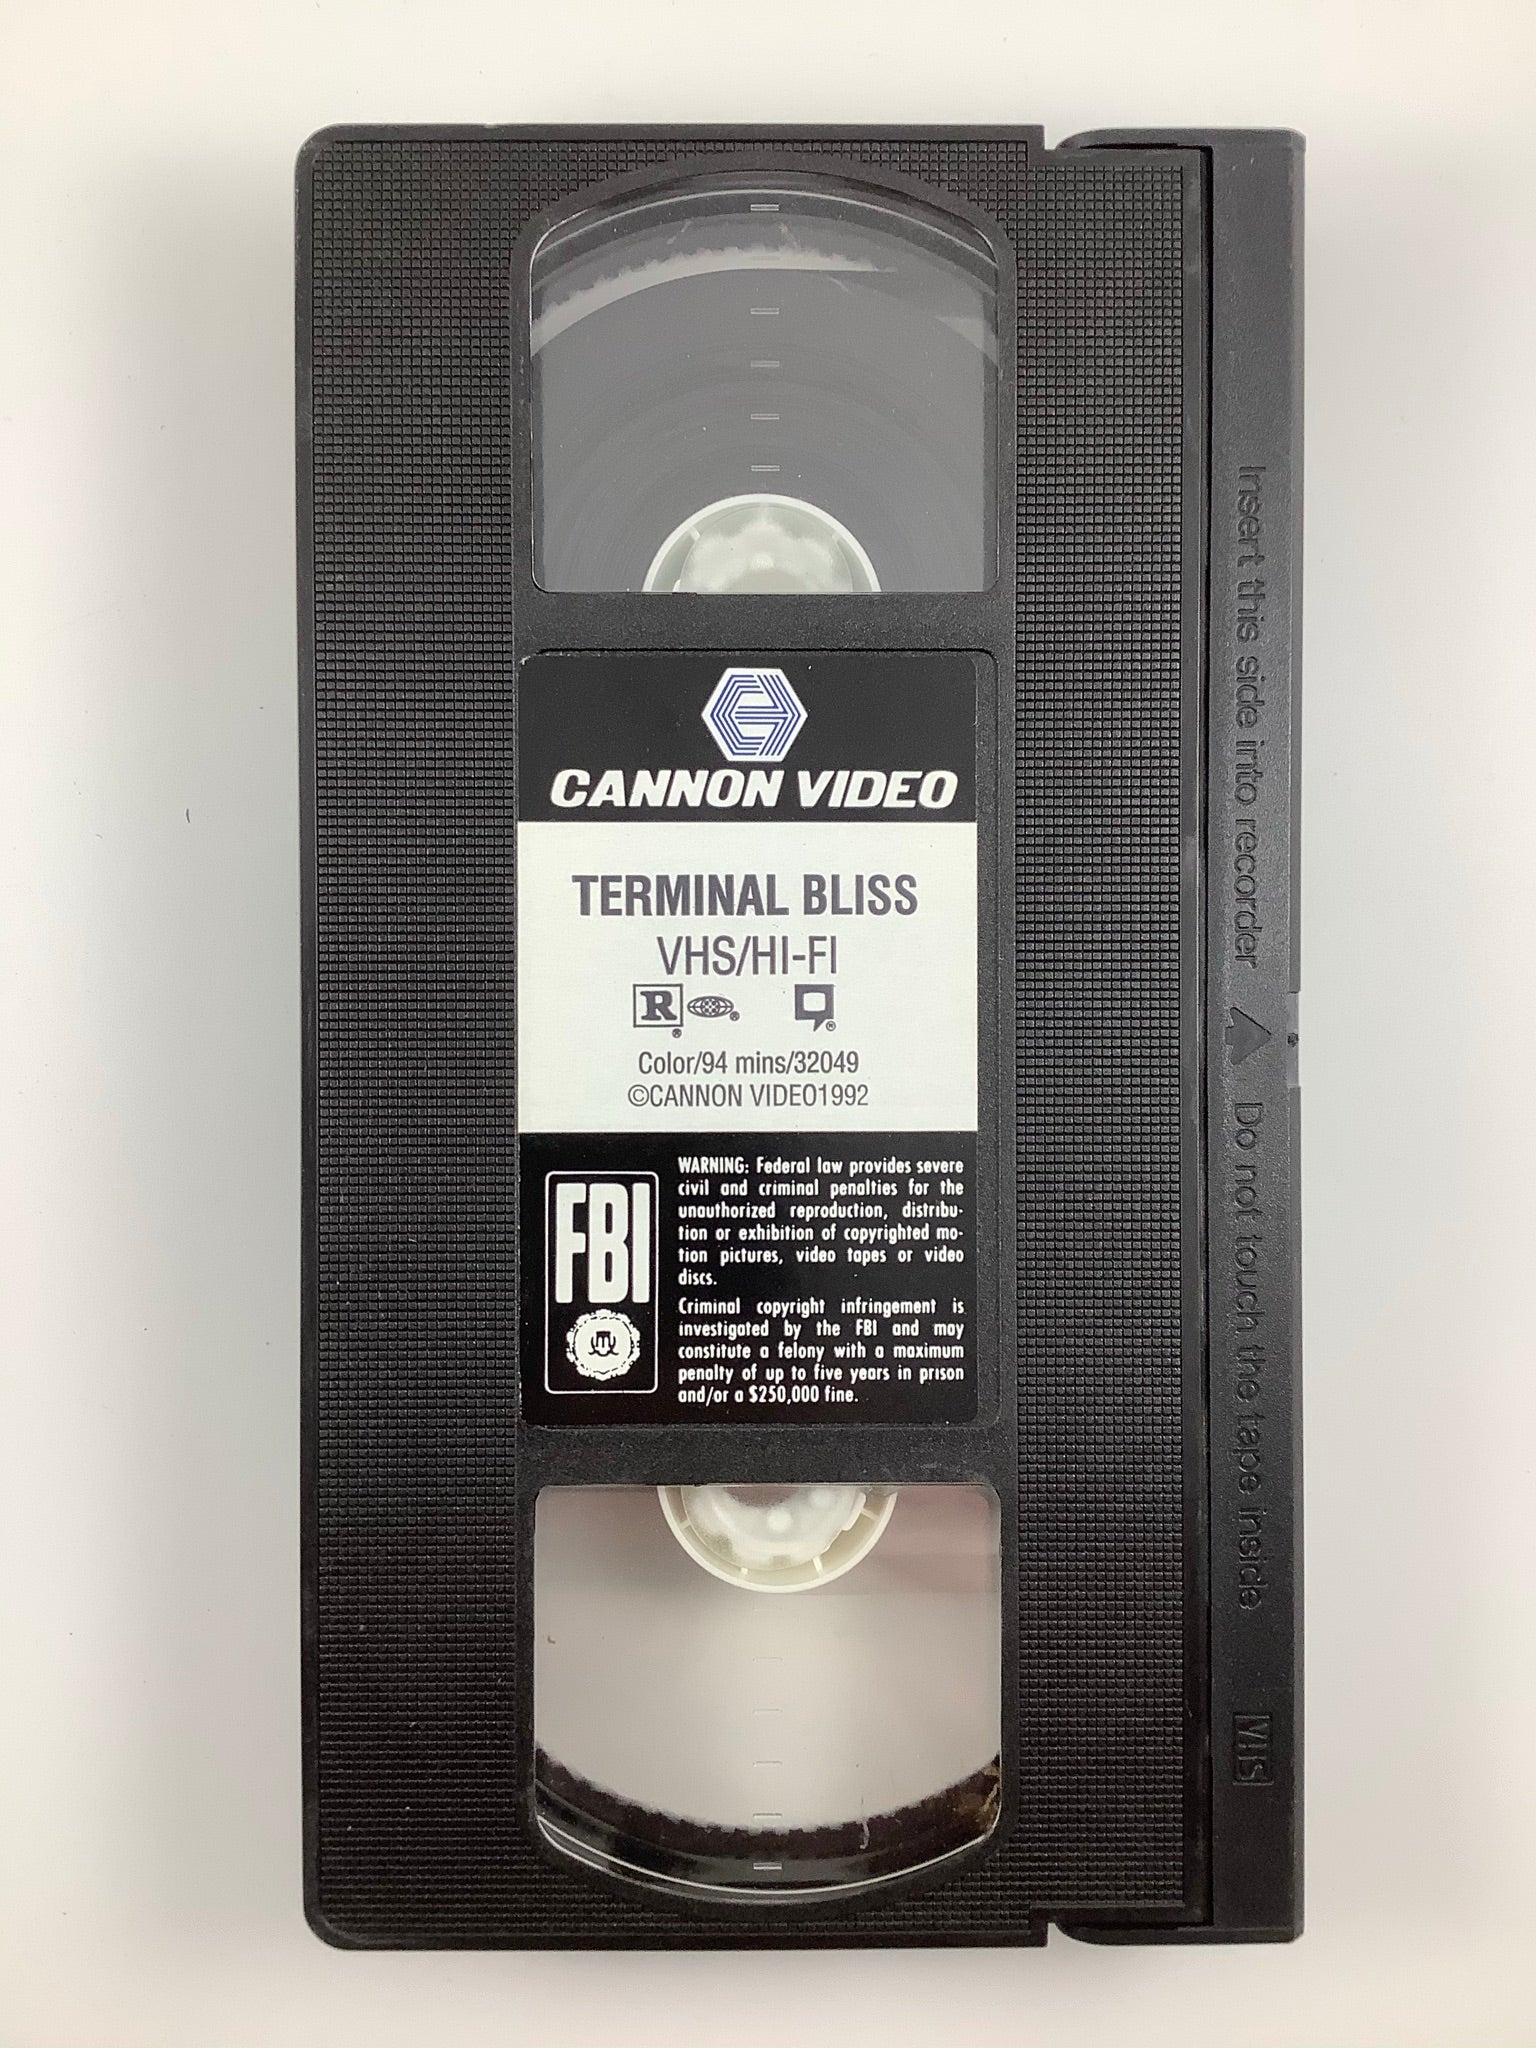 CANNON VIDEO
TERMINAL BLISS
VHS/HI-FI
R ® ® ®
Color/94 mins/32049
©CANNON VIDEO1992
FBI
WARNING: Federal law provides severe
civil and criminal penalties for the
unauthorized reproduction, distribu-
tion or exhibition of copyrighted mo-
tion pictures, video tapes or video
discs.
Criminal copyright infringement is
investigated by the FBI and may
constitute a felony with a maximum
penalty of up to five years in prison
and/or a $250,000 fine.
Insert this side into recorder ▲ Do not touch the tape inside
VHS